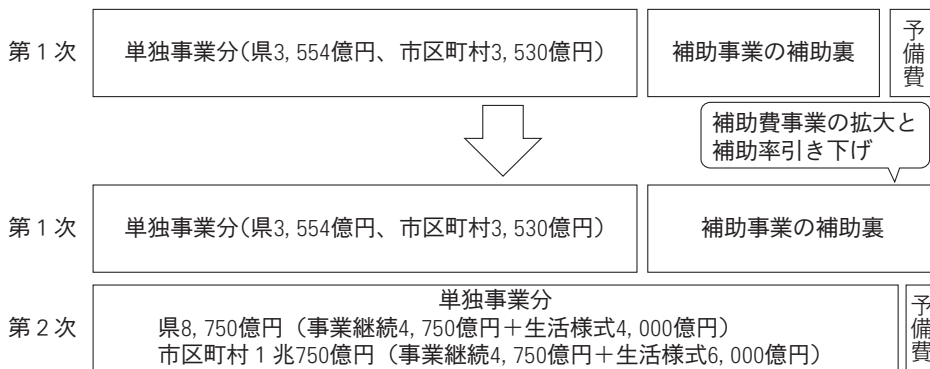 第1次
単独事業分(県3,554億円、市区町村3,530億円)
補助事業の補助裏
予備費
補助費事業の拡大と
補助率引き下げ
第1次
単独事業分(県3,554億円、市区町村3,530億円)
補助事業の補助裏
第2次
単独事業分
県8,750億円(事業継続4,750億円+生活様式4,000億円)
市区町村1兆750億円(事業継続4,750億円+生活様式6,000億円)
予備費